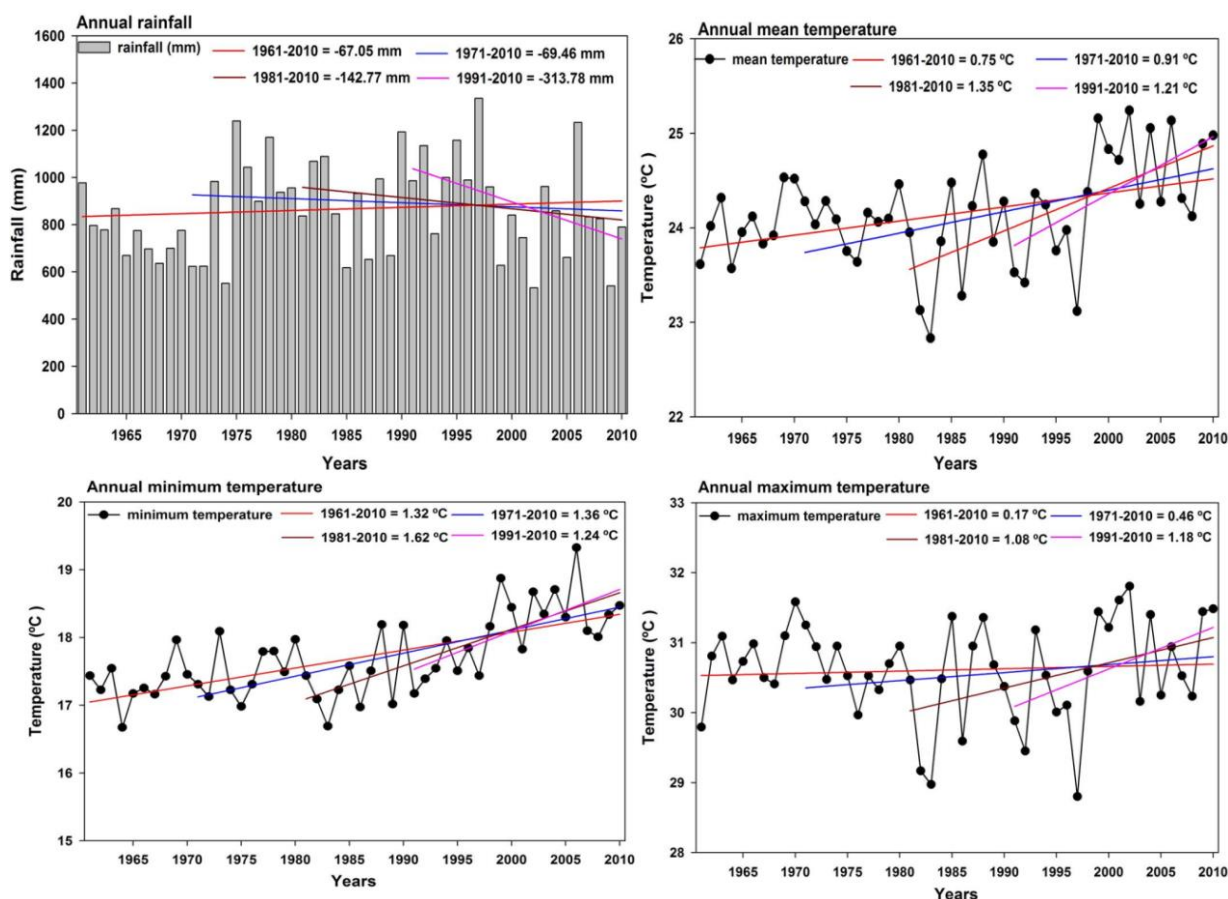 Annual rainfall
1600
1400
1200
1000
800
600
400
200
0
Rainfall (mm)
rainfall (mm)
1961-2010 = -67.05 mm
1971-2010 = -69.46 mm
1981-2010 = -142.77 mm
1991-2010 = -313.78 mm
1965 1970 1975 1980 1985 1990 1995 2000 2005 2010
Years
Annual mean temperature
26
25
24
23
22
Temperature (ºC)
mean temperature
1961-2010 = 0.75 ºC
1971-2010 = 0.91 ºC
1981-2010 = 1.35 ºC
1991-2010 = 1.21 ºC
1965 1970 1975 1980 1985 1990 1995 2000 2005 2010
Years
Annual minimum temperature
20
19
18
17
16
15
Temperature (ºC )
minimum temperature
1961-2010 = 1.32 ºC
1971-2010 = 1.36 ºC
1981-2010 = 1.62 ºC
1991-2010 = 1.24 ºC
1965 1970 1975 1980 1985 1990 1995 2000 2005 2010
Years
Annual maximum temperature
33
32
31
30
29
28
Temperature (ºC )
maximum temperature
1961-2010 = 0.17 ºC
1971-2010 = 0.46 ºC
1981-2010 = 1.08 ºC
1991-2010 = 1.18 ºC
1965 1970 1975 1980 1985 1990 1995 2000 2005 2010
Years